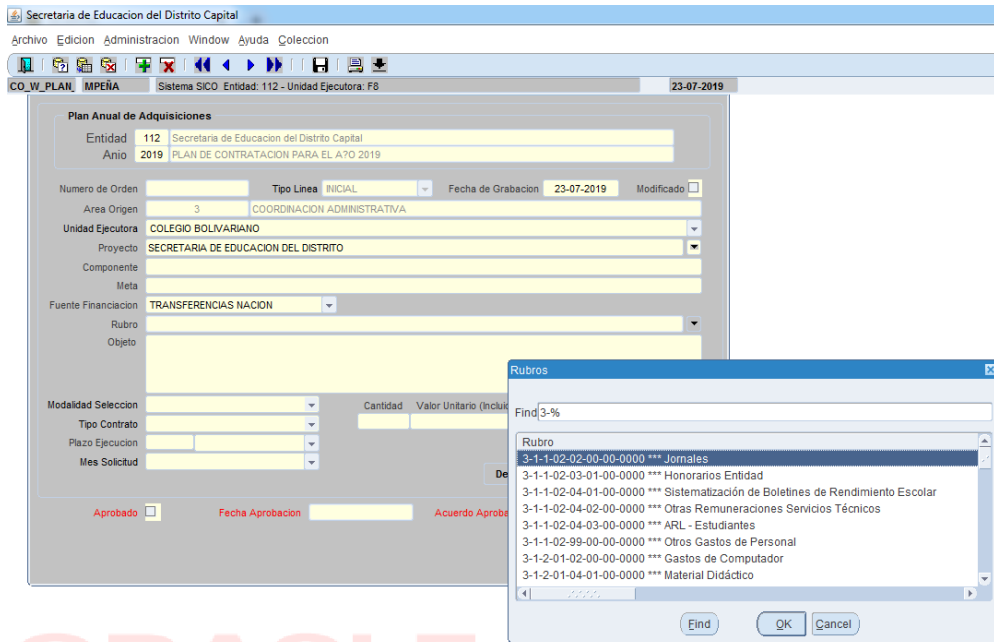 Secretaria de Educacion del Distrito Capital
Archivo Edicion Administracion Window Ayuda Coleccion
CO_W_PLAN_ MPEÑA Sistema SICO Entidad: 112 - Unidad Ejecutora: F8 23-07-2019
Plan Anual de Adquisiciones
Entidad 112 Secretaria de Educacion del Distrito Capital
Anio 2019 PLAN DE CONTRATACION PARA EL A?O 2019
Numero de Orden Tipo Linea INICIAL Fecha de Grabacion 23-07-2019 Modificado
Area Origen 3 COORDINACION ADMINISTRATIVA
Unidad Ejecutora COLEGIO BOLIVARIANO
Proyecto SECRETARIA DE EDUCACION DEL DISTRITO
Componente
Meta
Fuente Financiacion TRANSFERENCIAS NACION
Rubro
Objeto
Modalidad Seleccion Cantidad Valor Unitario (Incluid
Tipo Contrato
Plazo Ejecucion
Mes Solicitud
De
Aprobado Fecha Aprobacion Acuerdo Aproba
Rubros
Find 3-%
Rubro
3-1-1-02-02-00-00-0000 *** Jornales
3-1-1-02-03-01-00-0000 *** Honorarios Entidad
3-1-1-02-04-01-00-0000 *** Sistematización de Boletines de Rendimiento Escolar
3-1-1-02-04-02-00-0000 *** Otras Remuneraciones Servicios Técnicos
3-1-1-02-04-03-00-0000 *** ARL - Estudiantes
3-1-1-02-99-00-00-0000 *** Otros Gastos de Personal
3-1-2-01-02-00-00-0000 *** Gastos de Computador
3-1-2-01-04-01-00-0000 *** Material Didáctico
Find OK Cancel